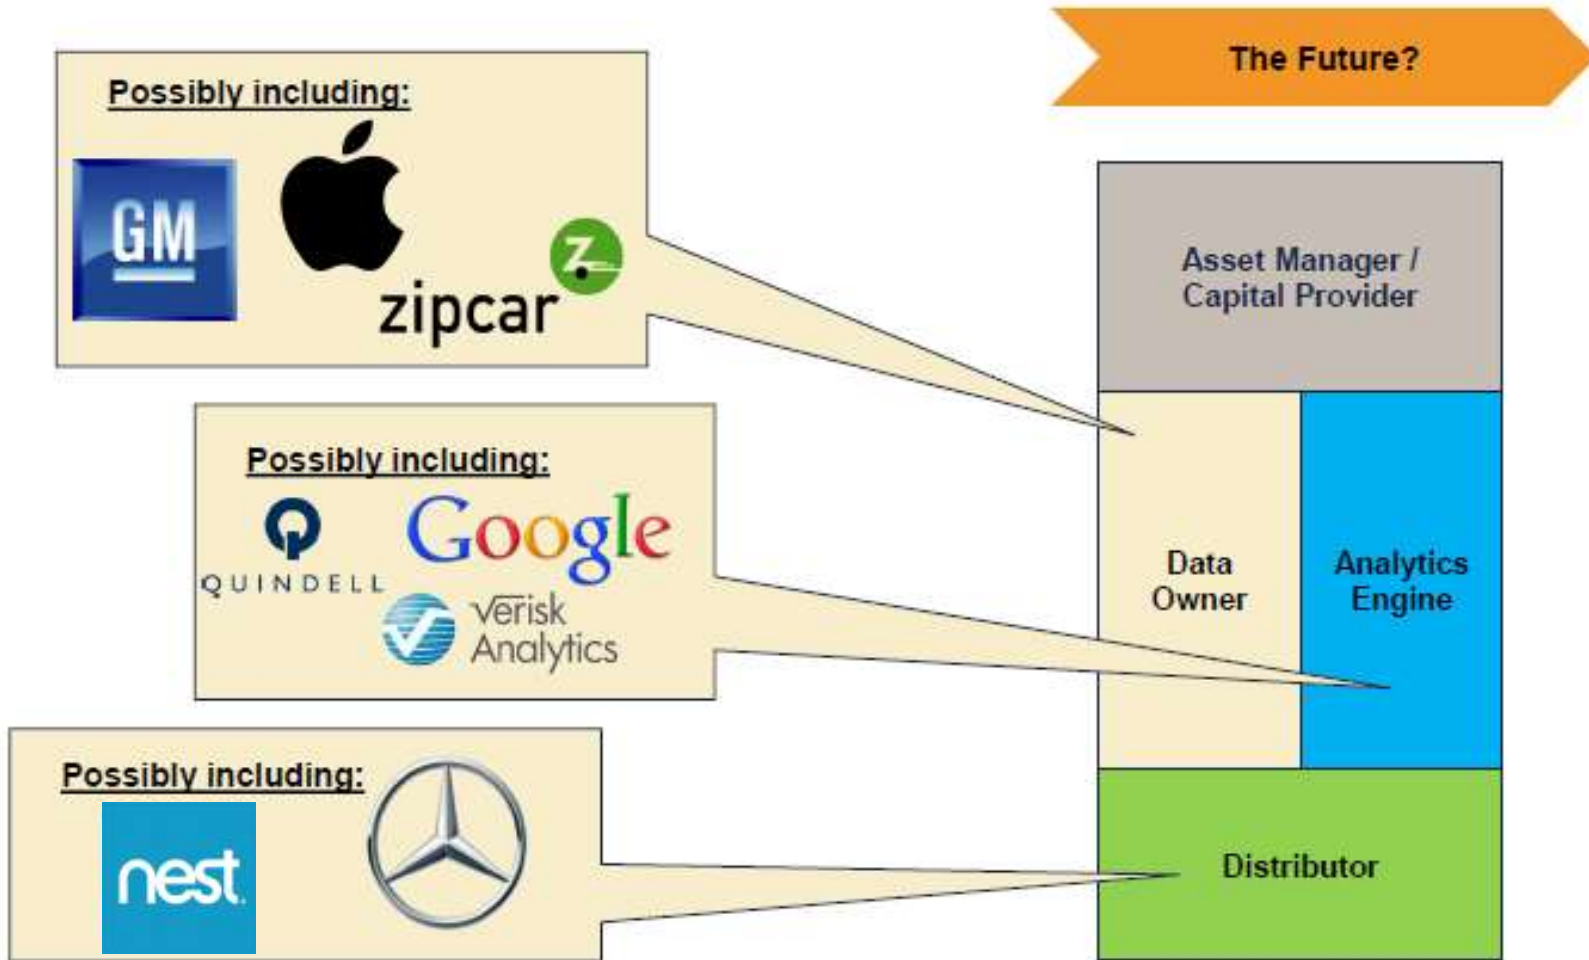 The Future?
Possibly including:
GM
zipcar
Z
Asset Manager /
Capital Provider
Possibly including:
QUINDELL
Google
Verisk
Analytics
Data
Owner
Analytics
Engine
Possibly including:
nest
Distributor